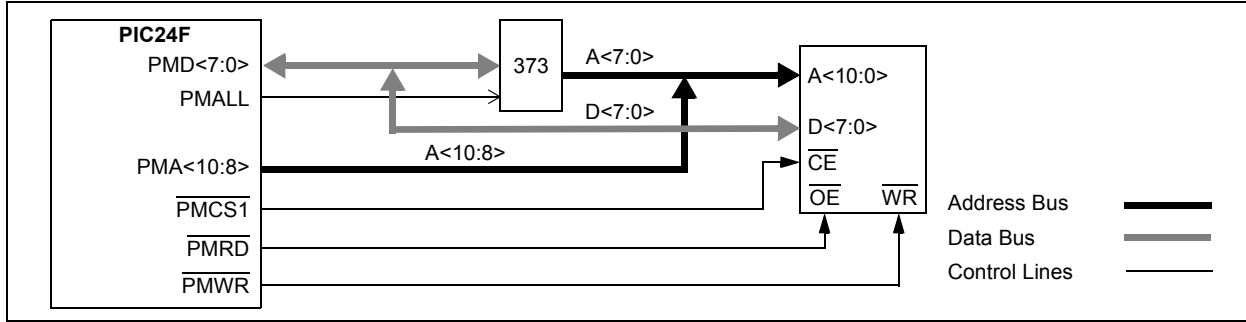 PIC24F
PMD<7:0>
PMALL
PMA<10:8>
PMCS1
PMRD
PMWR
373
A<7:0>
D<7:0>
A<10:8>
A<10:0>
D<7:0>
CE
OE WR
Address Bus
Data Bus
Control Lines